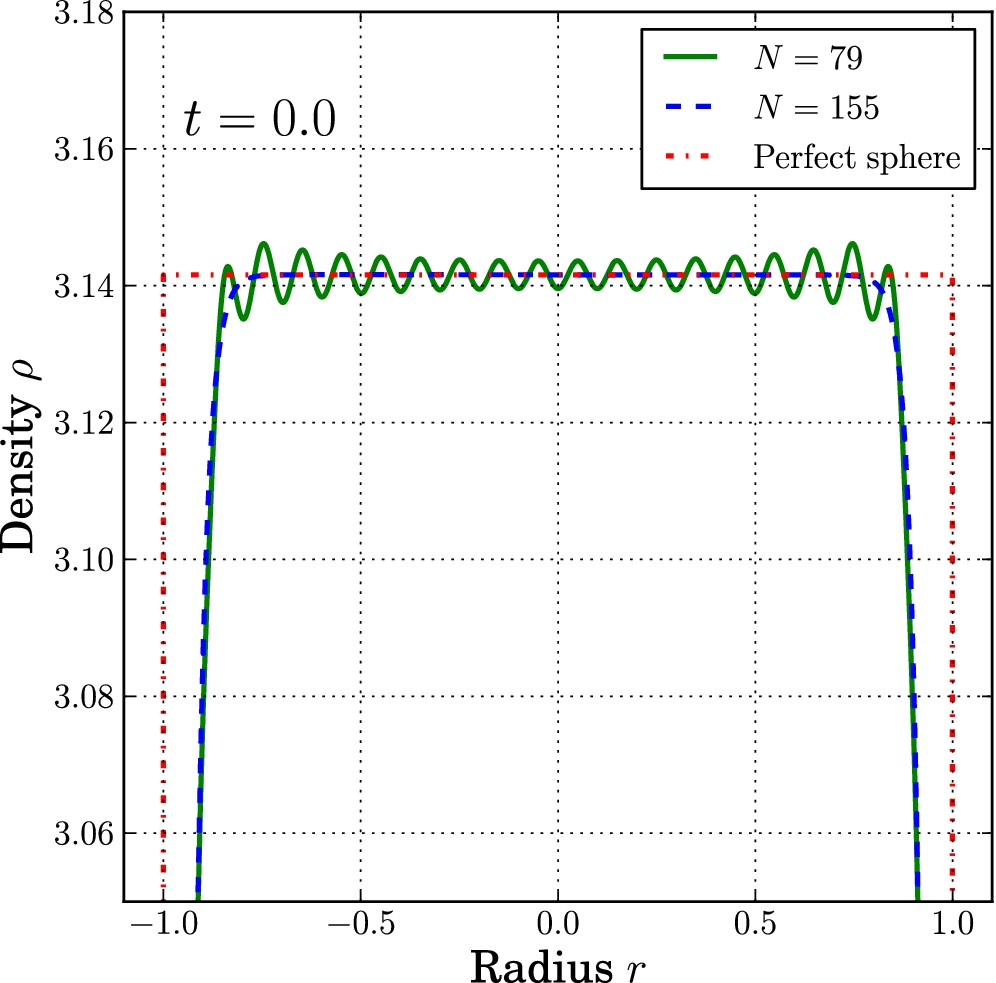 3.18
3.16
3.14
3.12
3.10
3.08
3.06
Density ρ
t = 0.0
N = 79
N = 155
Perfect sphere
−1.0 −0.5 0.0 0.5 1.0
Radius r